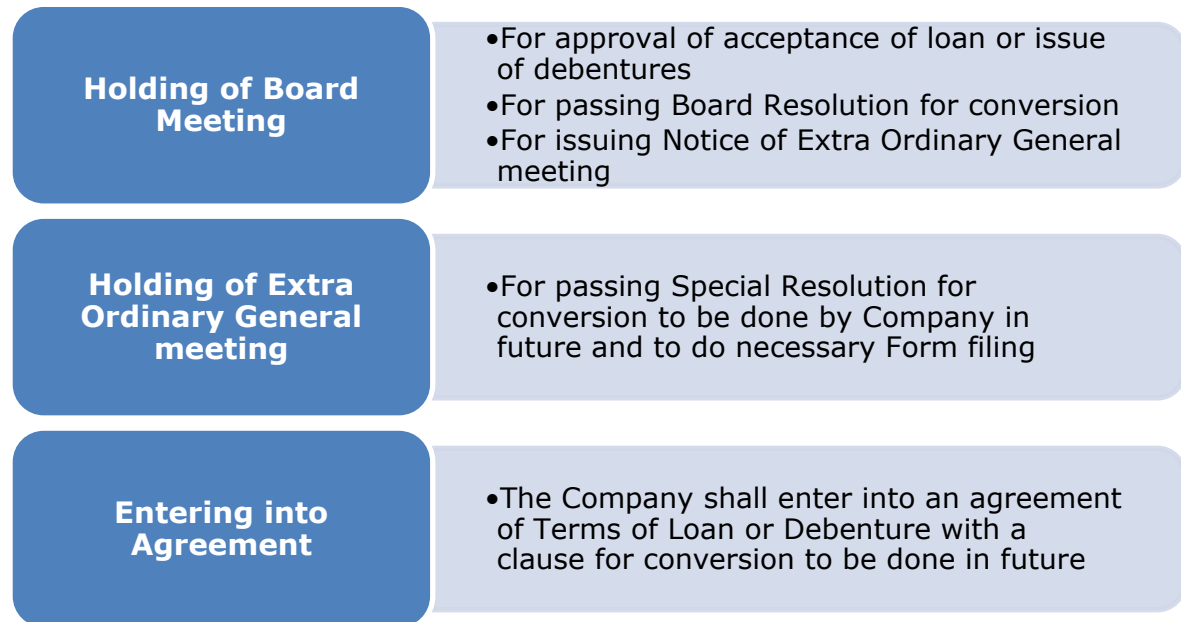 Holding of Board
Meeting
•For approval of acceptance of loan or issue
of debentures
•For passing Board Resolution for conversion
•For issuing Notice of Extra Ordinary General
meeting
Holding of Extra
Ordinary General
meeting
•For passing Special Resolution for
conversion to be done by Company in
future and to do necessary Form filing
Entering into
Agreement
•The Company shall enter into an agreement
of Terms of Loan or Debenture with a
clause for conversion to be done in future